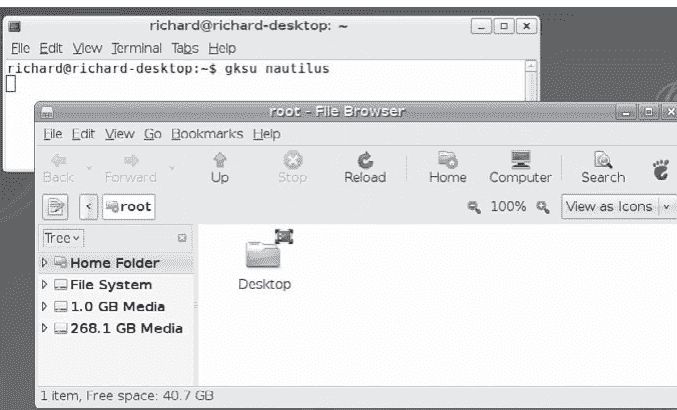 richard@richard-desktop: ~
File Edit View Terminal Tabs Help
richard@richard-desktop:~$ gksu nautilus
root - File Browser
File Edit View Go Bookmarks Help
Back Forward Up Stop Reload Home Computer Search
root 100% View as Icons
Tree
Home Folder
File System
1.0 GB Media
268.1 GB Media
Desktop
1 item, Free space: 40.7 GB